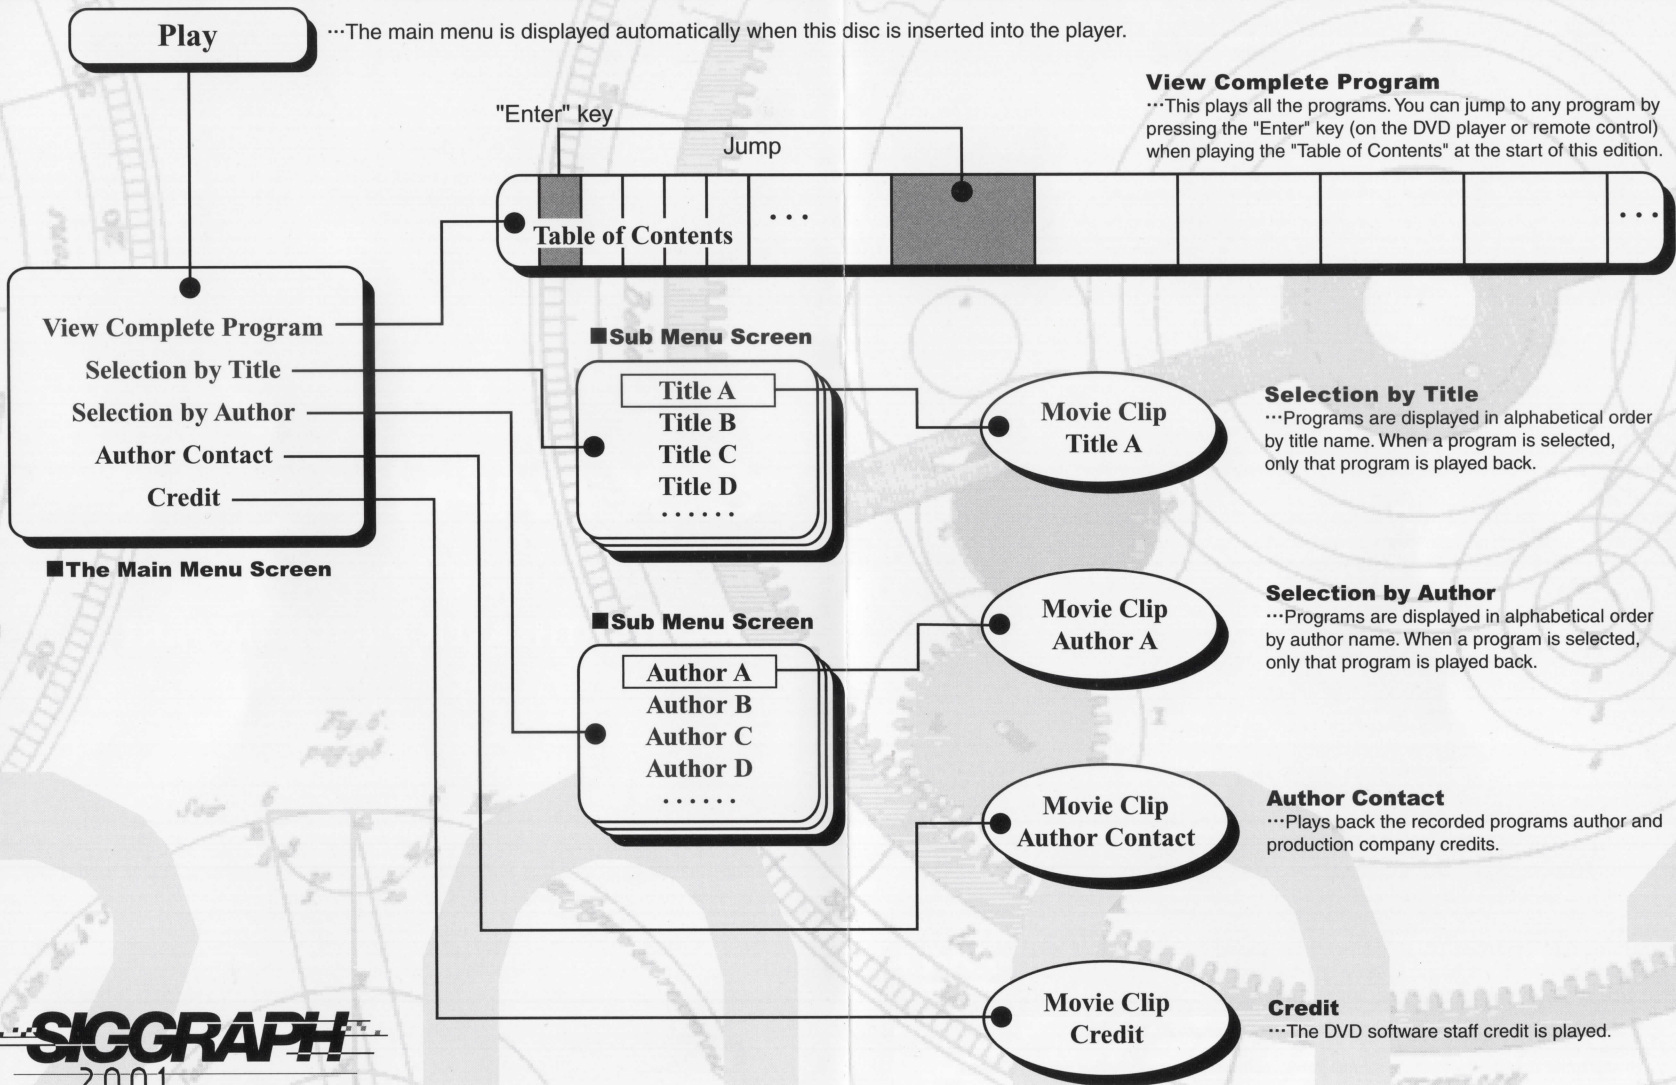 Play
···The main menu is displayed automatically when this disc is inserted into the player.
View Complete Program
···This plays all the programs. You can jump to any program by
pressing the "Enter" key (on the DVD player or remote control)
when playing the "Table of Contents" at the start of this edition.
"Enter" key
Jump
Table of Contents
· · ·
· · ·
View Complete Program
Selection by Title
Selection by Author
Author Contact
Credit
■The Main Menu Screen
■Sub Menu Screen
Title A
Title B
Title C
Title D
· · · · · ·
Movie Clip
Title A
Selection by Title
···Programs are displayed in alphabetical order
by title name. When a program is selected,
only that program is played back.
■Sub Menu Screen
Author A
Author B
Author C
Author D
· · · · · ·
Movie Clip
Author A
Selection by Author
···Programs are displayed in alphabetical order
by author name. When a program is selected,
only that program is played back.
Movie Clip
Author Contact
Author Contact
···Plays back the recorded programs author and
production company credits.
Movie Clip
Credit
Credit
···The DVD software staff credit is played.
SIGGRAPH
2001
20
20
Fig. 6.